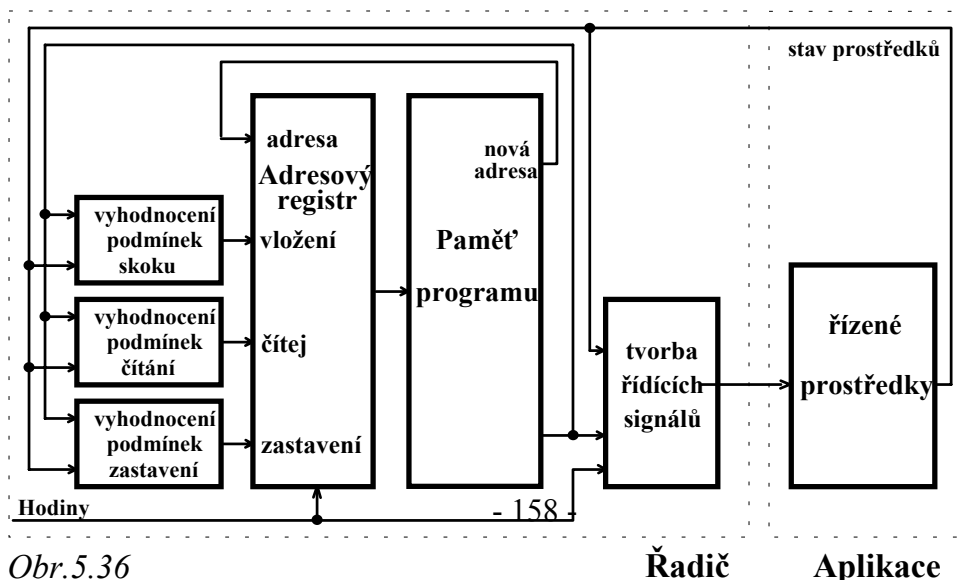 stav prostředků
adresa
Adresový
registr
vložení
čítej
zastavení
nová
adresa
Paměť
programu
vyhodnocení
podmínek
skoku
vyhodnocení
podmínek
čítání
vyhodnocení
podmínek
zastavení
tvorba
řídících
signálů
řízené
prostředky
Hodiny
- 158 -
Obr.5.36
Řadič
Aplikace